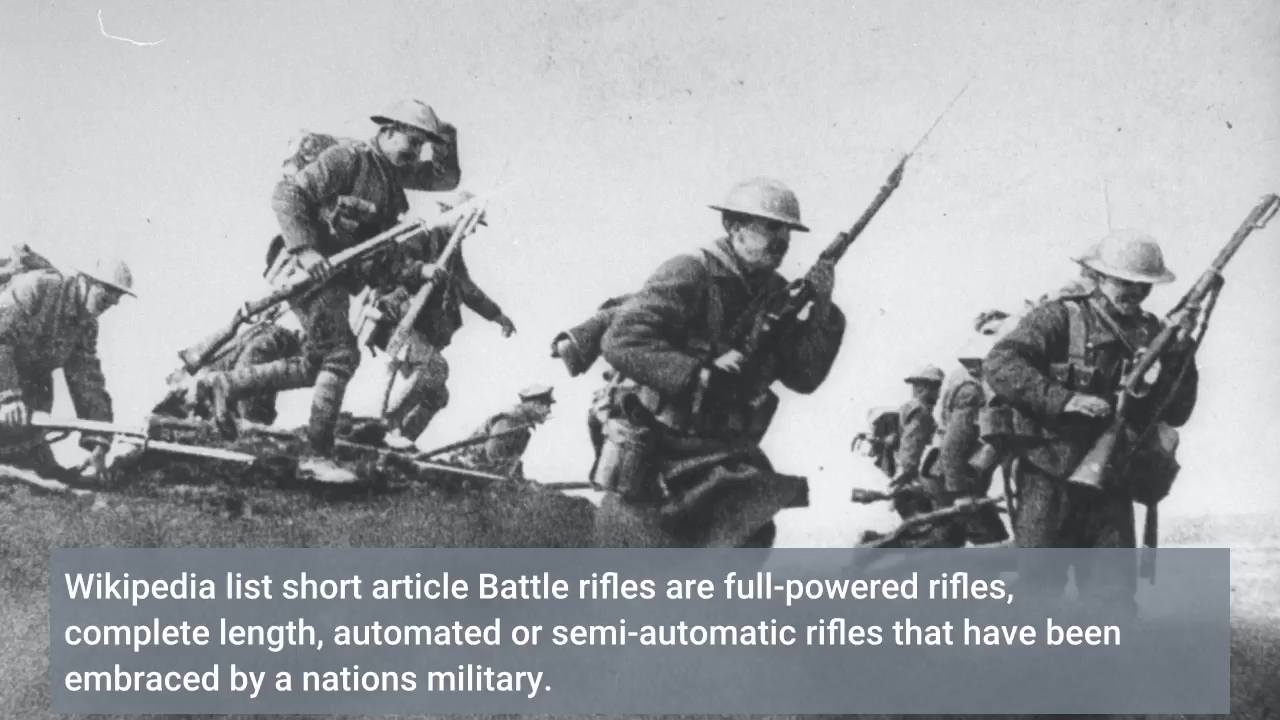 Wikipedia list short article Battle rifles are full-powered rifles,
complete length, automated or semi-automatic rifles that have been
embraced by a nations military.